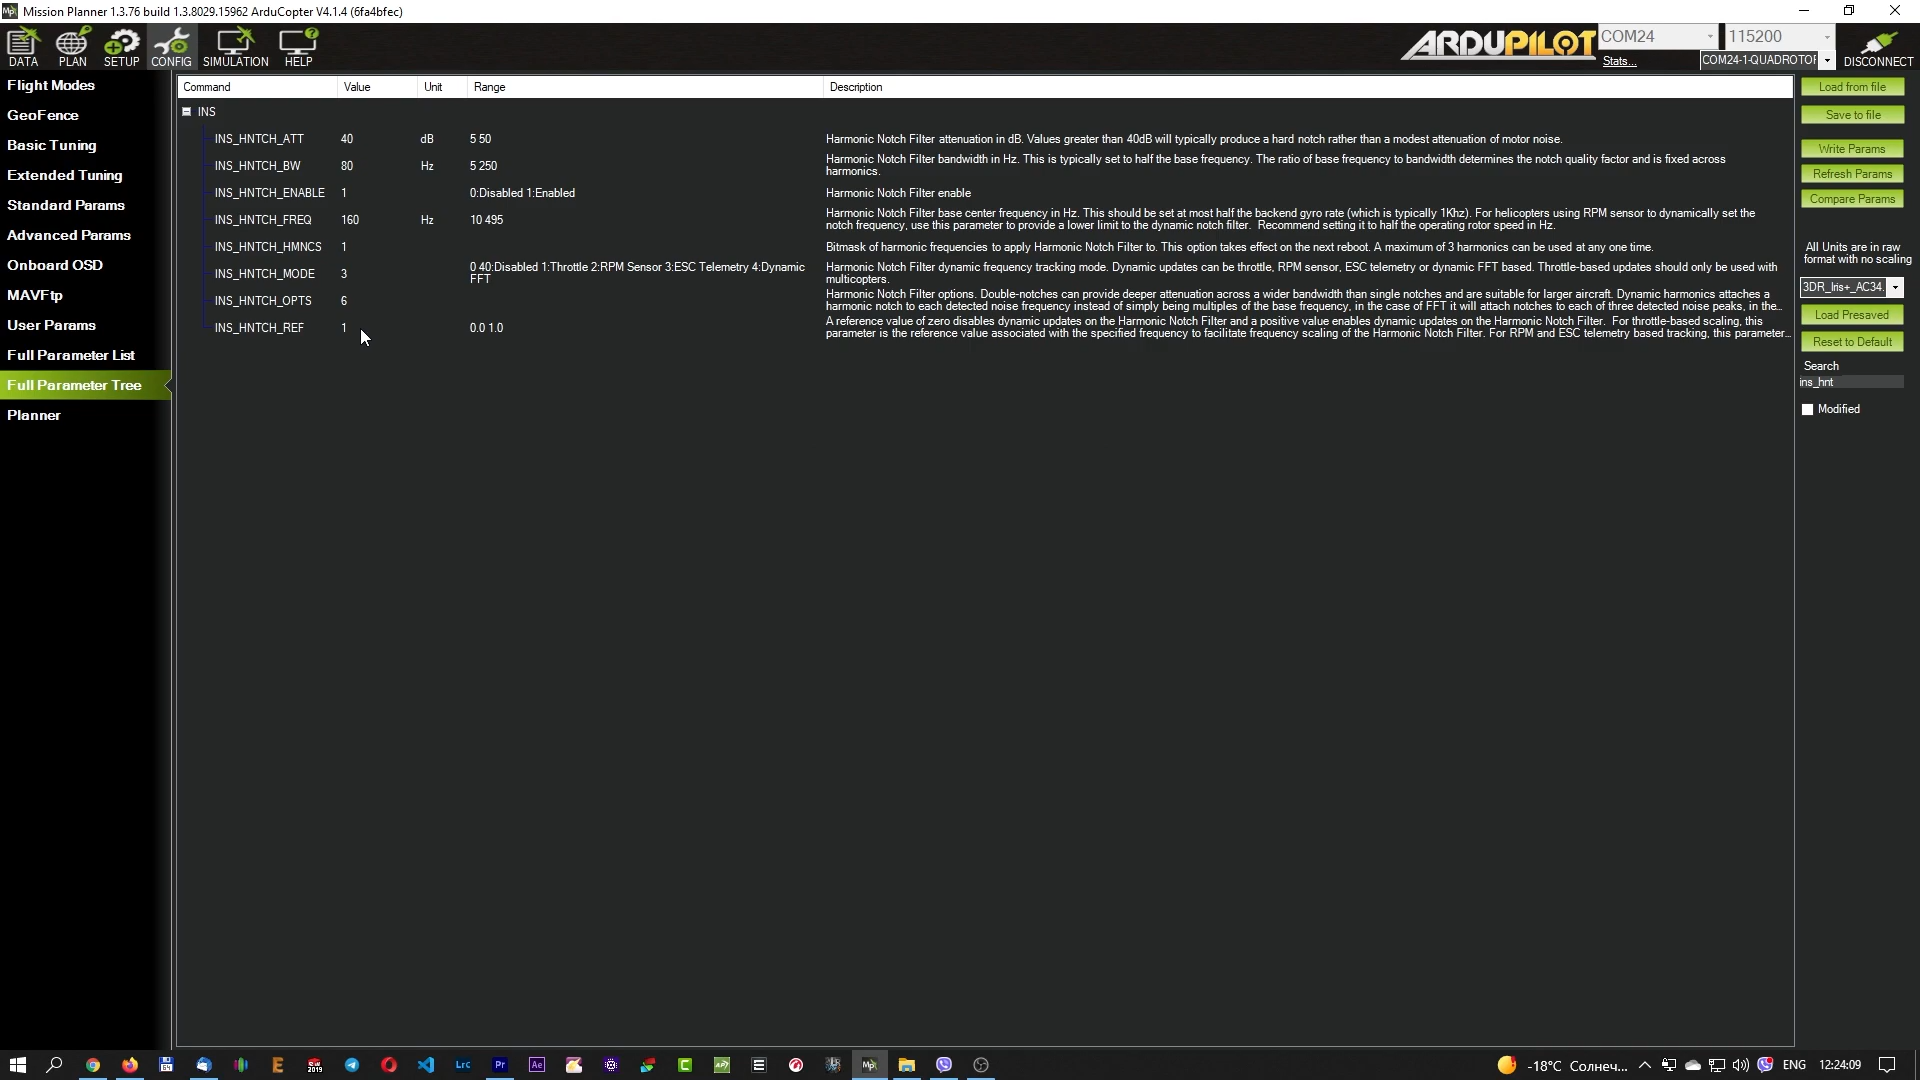 Mission Planner 1.3.76 build 1.3.8029.15962 ArduCopter V4.1.4 (6fa4bfec)
DATA PLAN SETUP CONFIG SIMULATION HELP
ARDUPILOT
COM24 115200
Stats... COM24-1-QUADROTOR DISCONNECT
Flight Modes
GeoFence
Basic Tuning
Extended Tuning
Standard Params
Advanced Params
Onboard OSD
MAVFtp
User Params
Full Parameter List
Full Parameter Tree
Planner
Command Value Unit Range Description
INS
INS_HNTCH_ATT 40 dB 5 50 Harmonic Notch Filter attenuation in dB. Values greater than 40dB will typically produce a hard notch rather than a modest attenuation of motor noise.
INS_HNTCH_BW 80 Hz 5 250 Harmonic Notch Filter bandwidth in Hz. This is typically set to half the base frequency. The ratio of base frequency to bandwidth determines the notch quality factor and is fixed across
harmonics.
INS_HNTCH_ENABLE 1 0:Disabled 1:Enabled Harmonic Notch Filter enable
INS_HNTCH_FREQ 160 Hz 10 495 Harmonic Notch Filter base center frequency in Hz. This should be set at most half the backend gyro rate (which is typically 1Khz). For helicopters using RPM sensor to dynamically set the
notch frequency, use this parameter to provide a lower limit to the dynamic notch filter.  Recommend setting it to half the operating rotor speed in Hz.
INS_HNTCH_HMNCS 1 Bitmask of harmonic frequencies to apply Harmonic Notch Filter to. This option takes effect on the next reboot. A maximum of 3 harmonics can be used at any one time.
INS_HNTCH_MODE 3 0 40:Disabled 1:Throttle 2:RPM Sensor 3:ESC Telemetry 4:Dynamic
FFT
Harmonic Notch Filter dynamic frequency tracking mode. Dynamic updates can be throttle, RPM sensor, ESC telemetry or dynamic FFT based. Throttle-based updates should only be used with
multicopters.
INS_HNTCH_OPTS 6 Harmonic Notch Filter options. Double-notches can provide deeper attenuation across a wider bandwidth than single notches and are suitable for larger aircraft. Dynamic harmonics attaches a
harmonic notch to each detected noise frequency instead of simply being multiples of the base frequency, in the case of FFT it will attach notches to each of three detected noise peaks, in the...
INS_HNTCH_REF 1 0.0 1.0 A reference value of zero disables dynamic updates on the Harmonic Notch Filter and a positive value enables dynamic updates on the Harmonic Notch Filter.  For throttle-based scaling, this
parameter is the reference value associated with the specified frequency to facilitate frequency scaling of the Harmonic Notch Filter. For RPM and ESC telemetry based tracking, this parameter...
Load from file
Save to file
Write Params
Refresh Params
Compare Params
All Units are in raw
format with no scaling
3DR_Iris+_AC34.
Load Presaved
Reset to Default
Search
ins_hnt
Modified
-18°C Солнеч... ENG 12:24:09